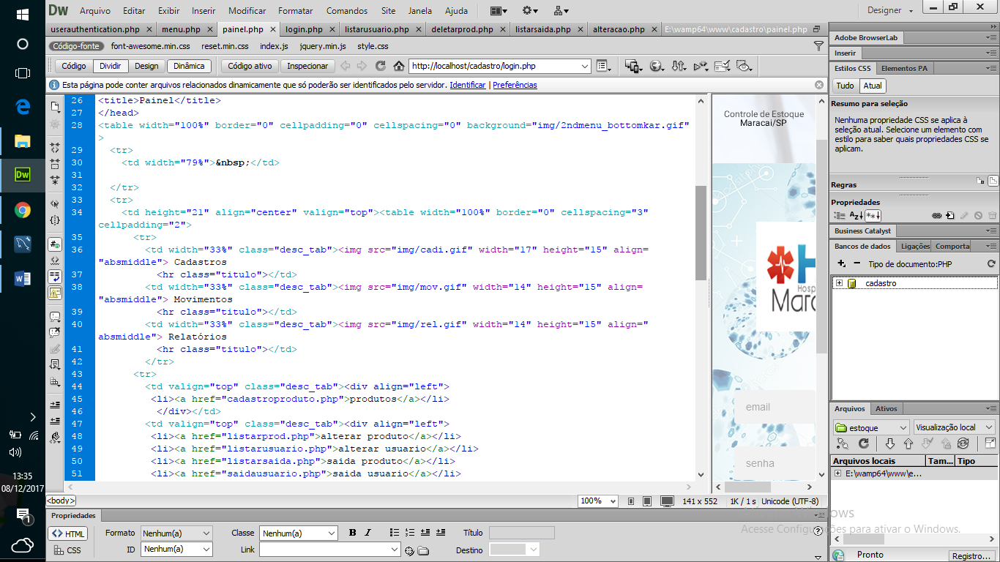 Dw Arquivo Editar Exibir Inserir Modificar Formatar Comandos Site Janela Ajuda Designer
userauthentication.php menu.php painel.php login.php listarusuario.php deletarprod.php listarsaida.php alteracao.php E:\wamp64\www\cadastro\painel.php
Código-fonte font-awesome.min.css reset.min.css index.js jquery.min.js style.css
Código Dividir Design Dinâmica Código ativo Inspecionar http://localhost/cadastro/login.php
Esta página pode conter arquivos relacionados dinamicamente que só poderão ser identificados pelo servidor. Identificar | Preferências
26 <title>Painel</title>
27 </head>
28 <table width="100%" border="0" cellpadding="0" cellspacing="0" background="img/2ndmenu_bottomkar.gif"
>
29 <tr>
30 <td width="79%">&nbsp;</td>
31
32 </tr>
33 <tr>
34 <td height="21" align="center" valign="top"><table width="100%" border="0" cellspacing="3"
cellpadding="2">
35 <tr>
36 <td width="33%" class="desc_tab"><img src="img/cadi.gif" width="17" height="15" align=
"absmiddle"> Cadastros
37 <hr class="titulo"></td>
38 <td width="33%" class="desc_tab"><img src="img/mov.gif" width="14" height="15" align=
"absmiddle"> Movimentos
39 <hr class="titulo"></td>
40 <td width="33%" class="desc_tab"><img src="img/rel.gif" width="14" height="15" align="
absmiddle"> Relatórios
41 <hr class="titulo"></td>
42 </tr>
43 <tr>
44 <td valign="top" class="desc_tab"><div align="left">
45 <li><a href="cadastroproduto.php">produtos</a></li>
46 </div></td>
47 <td valign="top" class="desc_tab"><div align="left">
48 <li><a href="listarprod.php">alterar produto</a></li>
49 <li><a href="listarusuario.php">alterar usuario</a></li>
50 <li><a href="listarsaida.php">saida produto</a></li>
51 <li><a href="saidausuario.php">saida usuario</a></li>
Controle de Estoque
Maracai/SP
H
Hosp
Mara
email
senha
<body> 100% 141 x 552 1K / 1 s Unicode (UTF-8)
Propriedades
HTML
CSS
Formato Nenhum(a) Classe Nenhum(a) B I Título
ID Nenhum(a) Link Destino
Adobe BrowserLab
Inserir
Estilos CSS Elementos PA
Tudo Atual
Resumo para seleção
Nenhuma propriedade CSS se aplica à
seleção atual. Selecione um elemento com
estilo para saber quais propriedades CSS se
aplicam.
Regras
Propriedades
Business Catalyst
Bancos de dados Ligações Comporta
Tipo de documento:PHP
cadastro
Arquivos Ativos
estoque Visualização local
Arquivos locais Tam... Tipo
E:\wamp64\www\e...
Acesse Configurações para ativar o Windows.
Pronto Registro...
Dw
13:35
08/12/2017
1